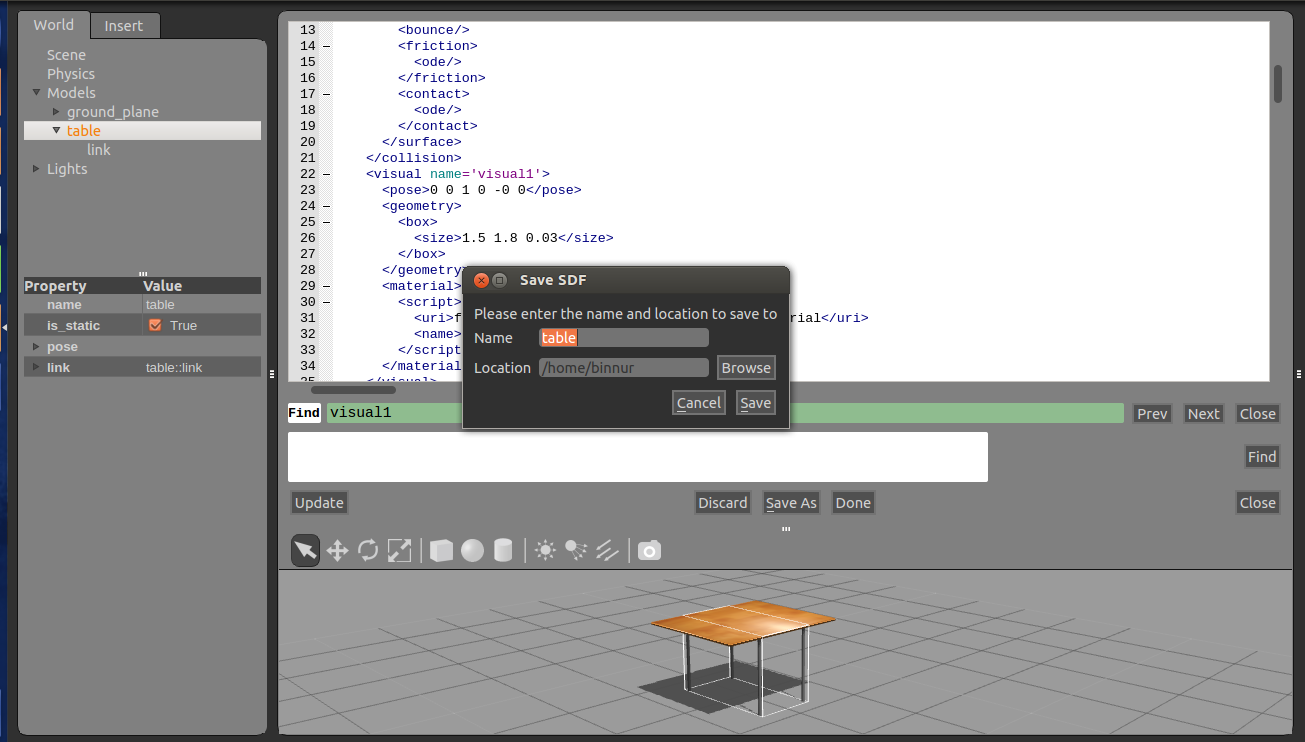 World
Insert
Scene
Physics
Models
ground_plane
table
link
Lights
Property Value
name table
is_static True
pose
link table::link
13 <bounce/>
14 <friction>
15 <ode/>
16 </friction>
17 <contact>
18 <ode/>
19 </contact>
20 </surface>
21 </collision>
22 <visual name='visual1'>
23 <pose>0 0 1 0 -0 0</pose>
24 <geometry>
25 <box>
26 <size>1.5 1.8 0.03</size>
27 </box>
28 </geometry
29 <material>
30 <script>
31 <uri>f rial</uri>
32 <name>
33 </script
34 </material
35 </visual>
Save SDF
Please enter the name and location to save to
Name table
Location /home/binnur Browse
Cancel Save
Find visual1 Prev Next Close
Find
Update Discard Save As Done Close